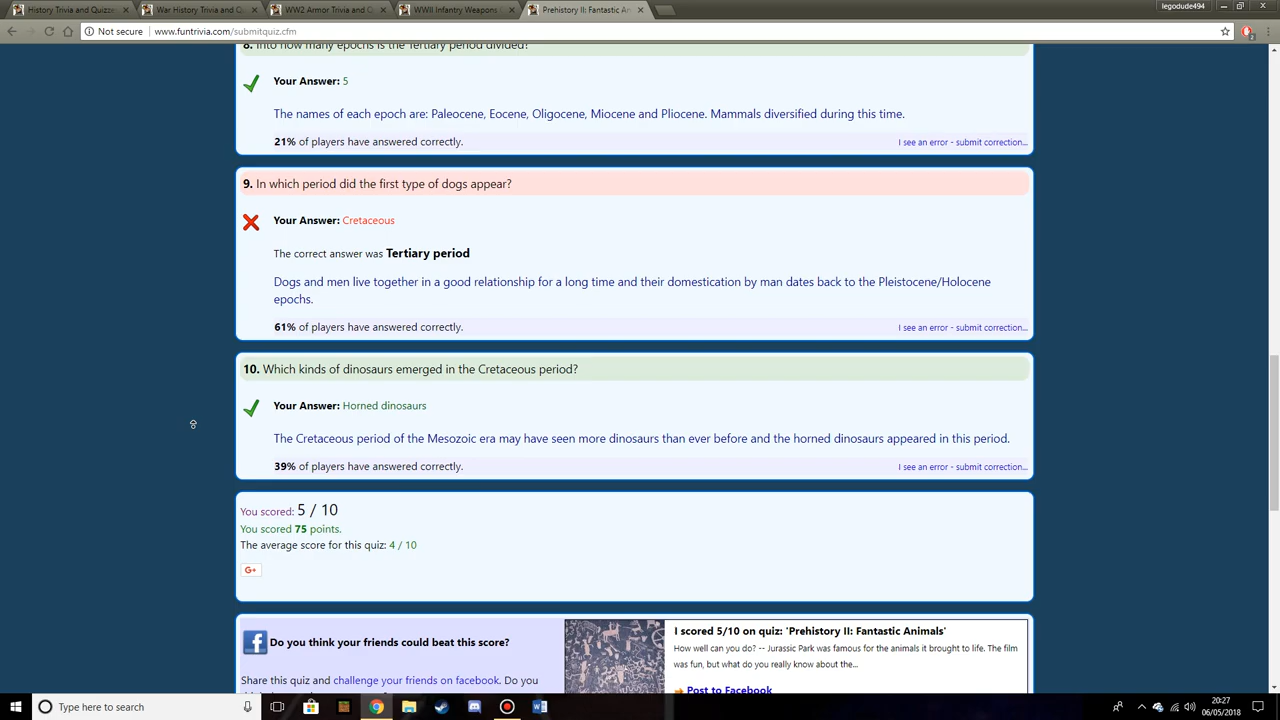 History Trivia and Quizze
War History Trivia and Q
WW2 Armor Trivia and Q
WWII Infantry Weapons
Prehistory II: Fantastic An
legodude494
Not secure
www.funtrivia.com/submitquiz.cfm
8. Into how many epochs is the Tertiary period divided?
Your Answer: 5
The names of each epoch are: Paleocene, Eocene, Oligocene, Miocene and Pliocene. Mammals diversified during this time.
21% of players have answered correctly.
I see an error - submit correction...
9. In which period did the first type of dogs appear?
Your Answer: Cretaceous
The correct answer was Tertiary period
Dogs and men live together in a good relationship for a long time and their domestication by man dates back to the Pleistocene/Holocene
epochs.
61% of players have answered correctly.
I see an error - submit correction...
10. Which kinds of dinosaurs emerged in the Cretaceous period?
Your Answer: Horned dinosaurs
The Cretaceous period of the Mesozoic era may have seen more dinosaurs than ever before and the horned dinosaurs appeared in this period.
39% of players have answered correctly.
I see an error - submit correction...
You scored: 5 / 10
You scored 75 points.
The average score for this quiz: 4 / 10
G+
Do you think your friends could beat this score?
Share this quiz and challenge your friends on facebook. Do you
I scored 5/10 on quiz: 'Prehistory II: Fantastic Animals'
How well can you do? -- Jurassic Park was famous for the animals it brought to life. The film
was fun, but what do you really know about the...
Post to Facebook
Type here to search
20:27
06/05/2018